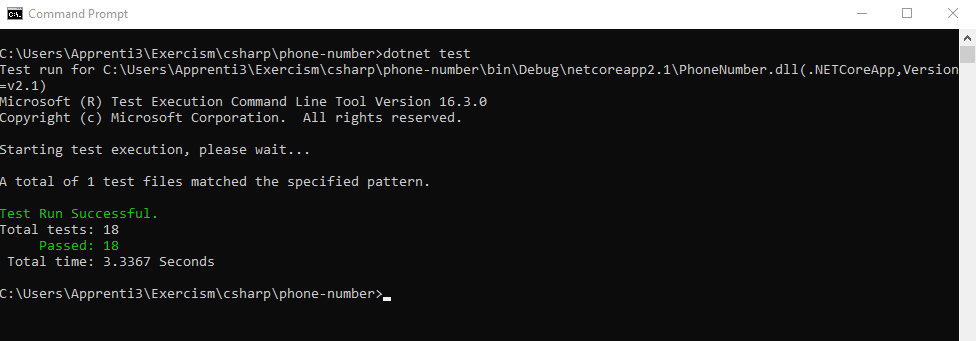 Command Prompt
C:\Users\Apprenti3\Exercism\csharp\phone-number>dotnet test
Test run for C:\Users\Apprenti3\Exercism\csharp\phone-number\bin\Debug\netcoreapp2.1\PhoneNumber.dll(.NETCoreApp,Version
=v2.1)
Microsoft (R) Test Execution Command Line Tool Version 16.3.0
Copyright (c) Microsoft Corporation.  All rights reserved.
Starting test execution, please wait...
A total of 1 test files matched the specified pattern.
Test Run Successful.
Total tests: 18
     Passed: 18
 Total time: 3.3367 Seconds
C:\Users\Apprenti3\Exercism\csharp\phone-number>